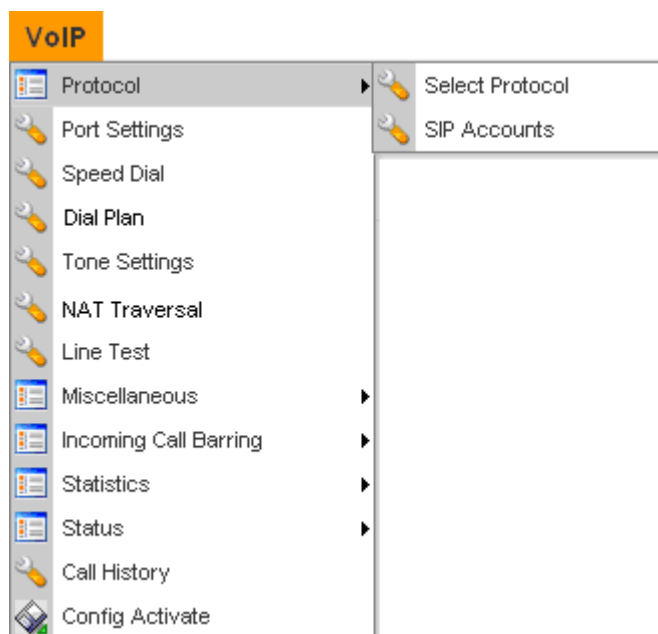 VoIP
Protocol
Select Protocol
Port Settings
SIP Accounts
Speed Dial
Dial Plan
Tone Settings
NAT Traversal
Line Test
Miscellaneous
Incoming Call Barring
Statistics
Status
Call History
Config Activate